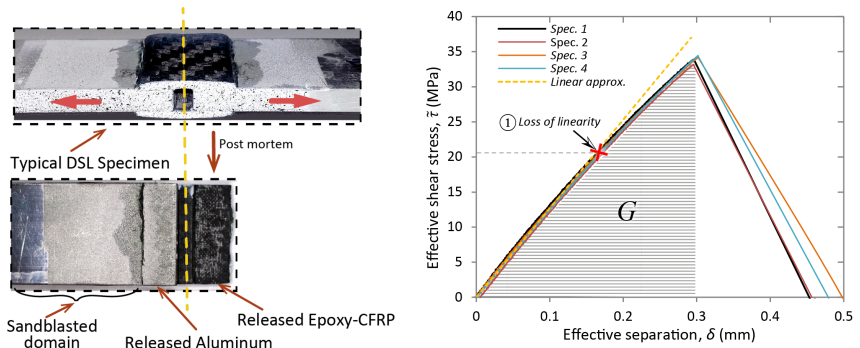 Typical DSL Specimen
Post mortem
Sandblasted
domain
Released Aluminum
Released Epoxy-CFRP
Effective shear stress, τ̃ (MPa)
40
35
30
25
20
15
10
5
0
Spec. 1
Spec. 2
Spec. 3
Spec. 4
Linear approx.
1 Loss of linearity
G
0 0.1 0.2 0.3 0.4 0.5
Effective separation, δ (mm)